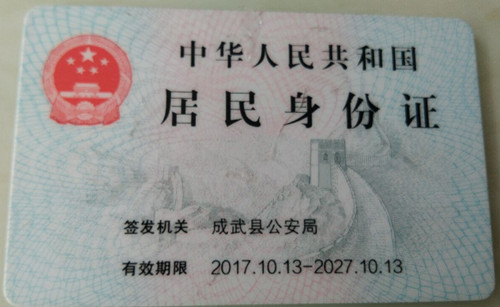 中华人民共和国
居民身份证
签发机关 成武县公安局
有效期限 2017.10.13-2027.10.13